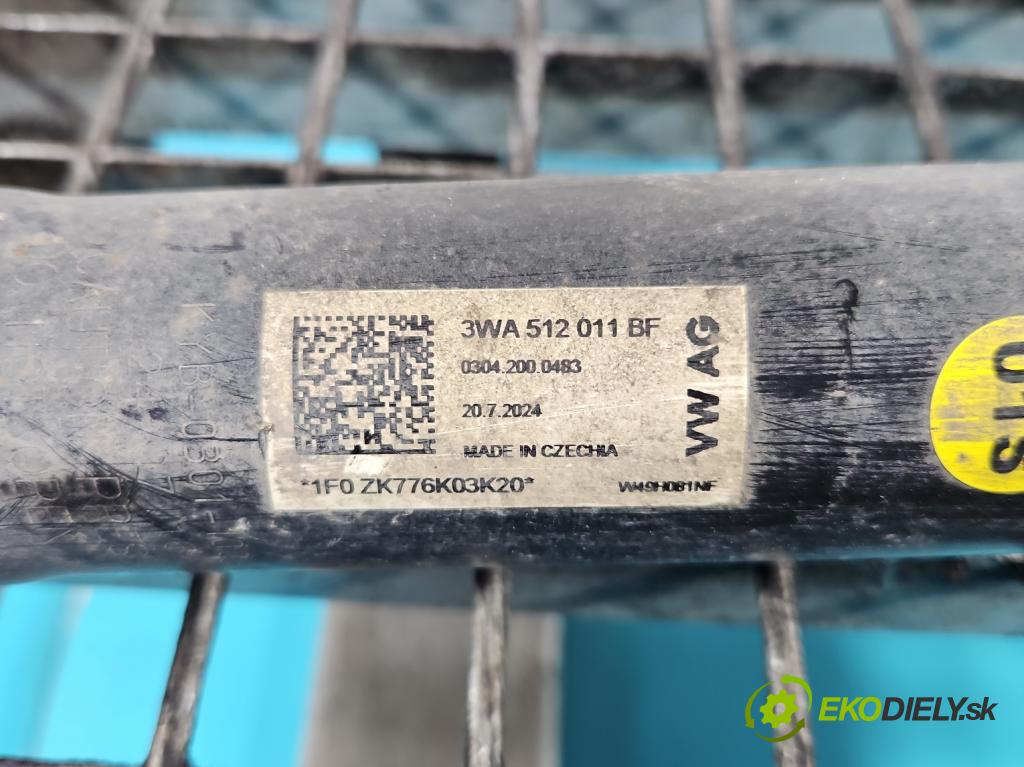 3WA 512 011 BF
0304.200.0483
20.7.2024
MADE IN CZECHIA
*1F0 ZK776K03K20*
W49H081NF
VW AG
EKODIELY.sk